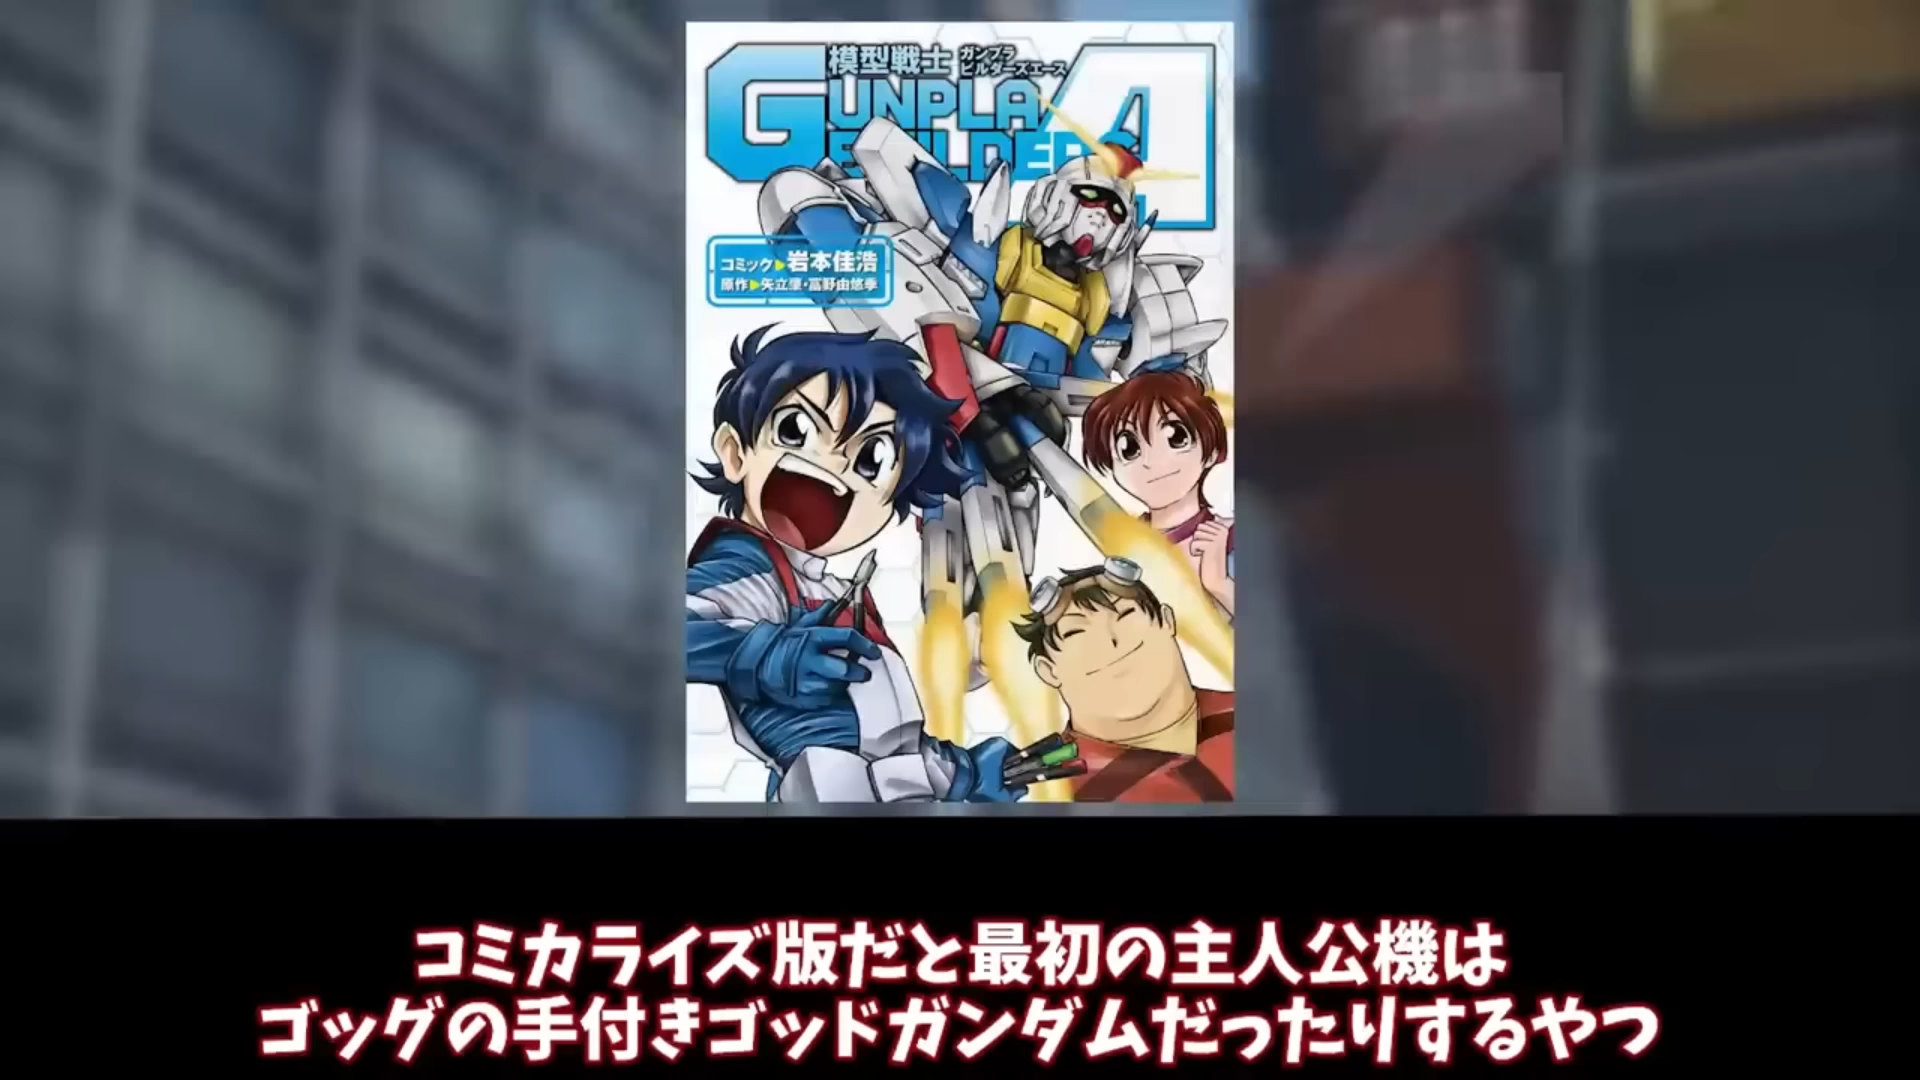 模型戦士 ガンプラ
ビルダーズエース
GUNPLA
BUILDERS A
コミック▶岩本佳浩
原作▶矢立肇・富野由悠季
コミカライズ版だと最初の主人公機は
ゴッグの手付きゴッドガンダムだったりするやつ